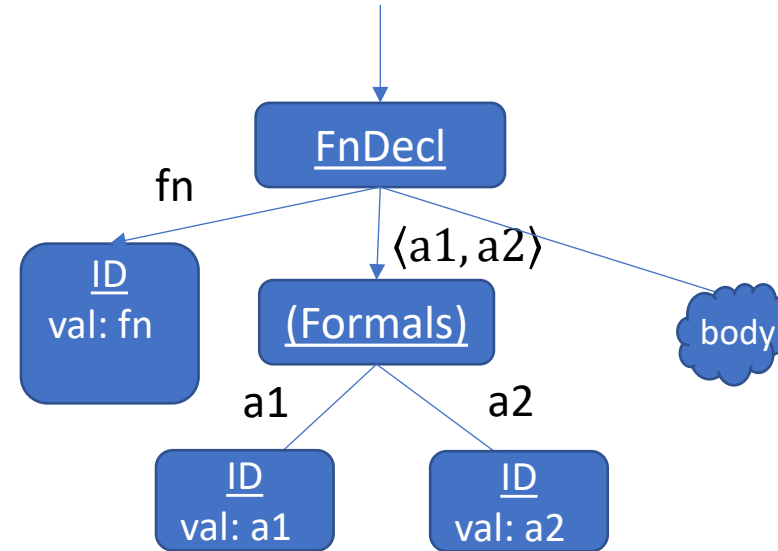 FnDecl
fn
⟨a1, a2⟩
ID
val: fn
(Formals)
body
a1
a2
ID
val: a1
ID
val: a2